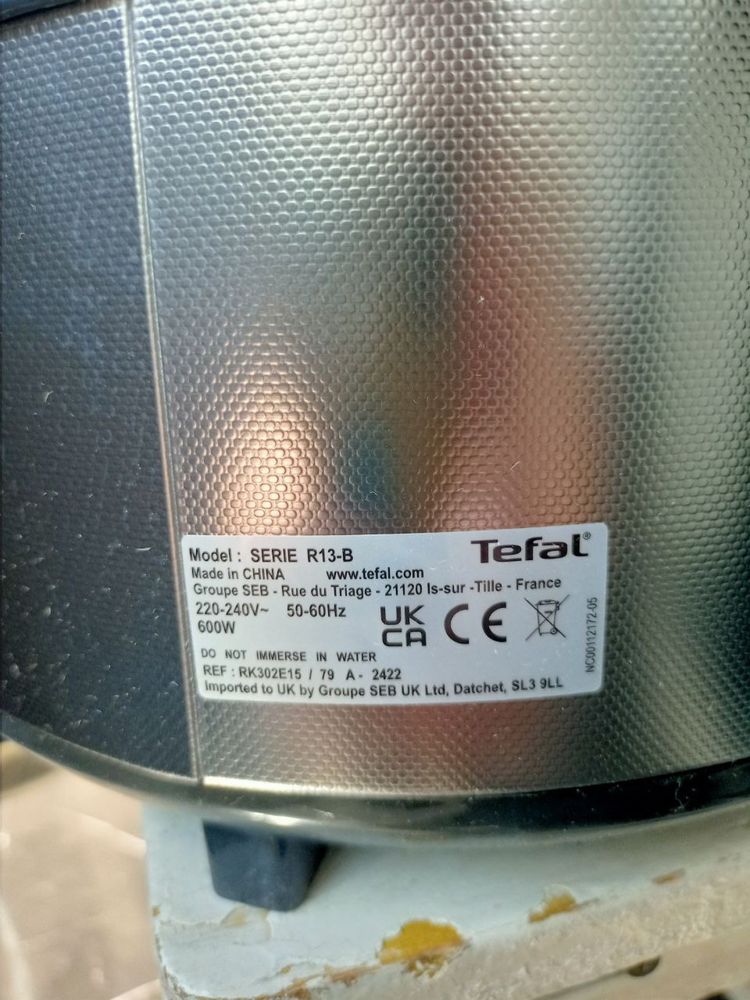 Model : SERIE R13-B
Tefal®
Made in CHINA www.tefal.com
Groupe SEB - Rue du Triage - 21120 Is-sur -Tille - France
220-240V~ 50-60Hz
600W
UK
CA
CE
DO NOT IMMERSE IN WATER
REF : RK302E15 / 79 A - 2422
Imported to UK by Groupe SEB UK Ltd, Datchet, SL3 9LL
NC00112172-05